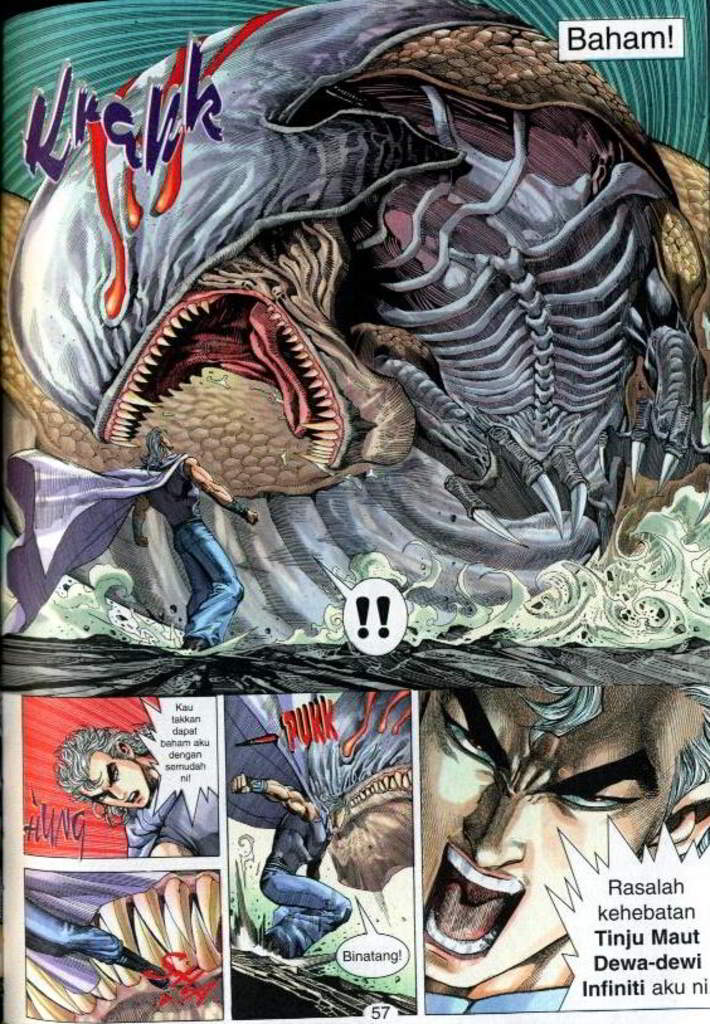 Baham!
Krakk
!!
Kau
takkan
dapat
baham aku
dengan
semudah
ni!
HUNG
PUKK
Binatang!
Rasalah
kehebatan
Tinju Maut
Dewa-dewi
Infiniti aku ni
57